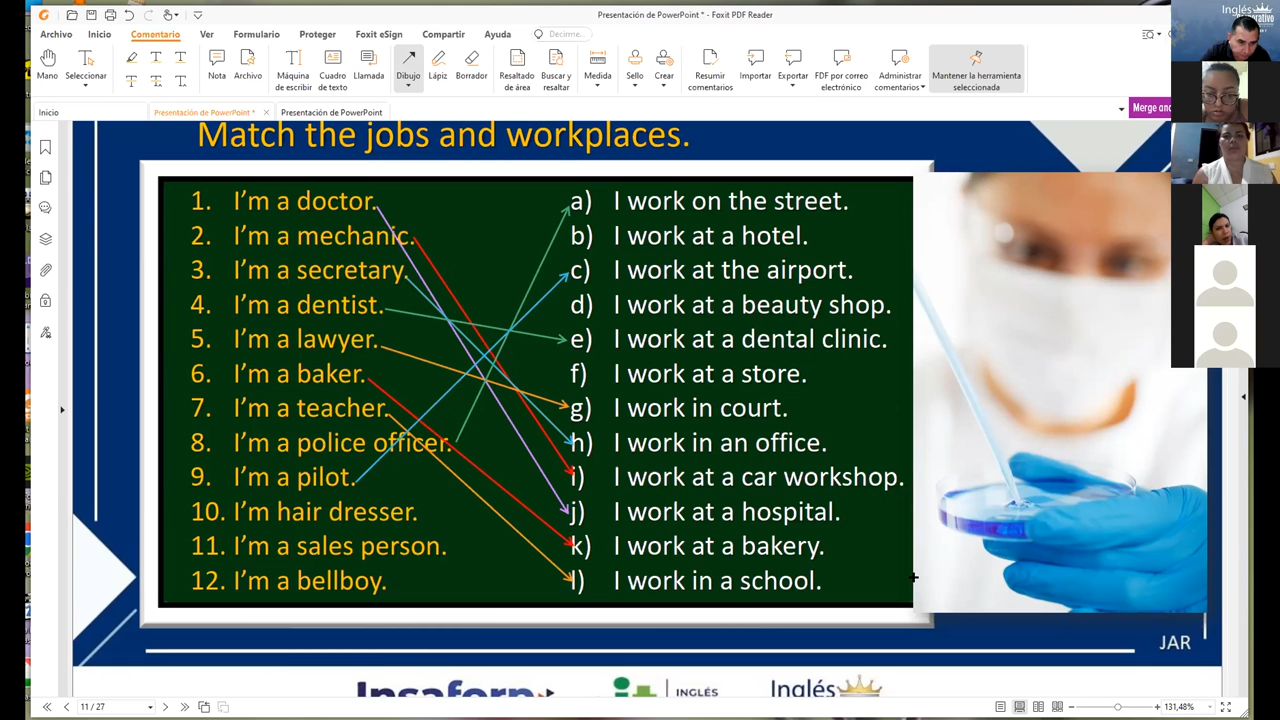 Presentación de PowerPoint * - Foxit PDF Reader
Archivo Inicio Comentario Ver Formulario Proteger Foxit eSign Compartir Ayuda Decirme...
Mano Seleccionar Nota Archivo Máquina de escribir Cuadro de texto Llamada Dibujo Lápiz Borrador Resaltado de área Buscar y resaltar Medida Sello Crear Resumir comentarios Importar Exportar PDF por correo electrónico Administrar comentarios Mantener la herramienta seleccionada
Inglés
Corporativo
Inicio Presentación de PowerPoint * Presentación de PowerPoint
Merge and
Match the jobs and workplaces.
1. I'm a doctor.
2. I'm a mechanic.
3. I'm a secretary.
4. I'm a dentist.
5. I'm a lawyer.
6. I'm a baker.
7. I'm a teacher.
8. I'm a police officer.
9. I'm a pilot.
10. I'm hair dresser.
11. I'm a sales person.
12. I'm a bellboy.
a) I work on the street.
b) I work at a hotel.
c) I work at the airport.
d) I work at a beauty shop.
e) I work at a dental clinic.
f) I work at a store.
g) I work in court.
h) I work in an office.
i) I work at a car workshop.
j) I work at a hospital.
k) I work at a bakery.
l) I work in a school.
JAR
Insaforp
INGLÉS
Inglés
11 / 27
131,48%